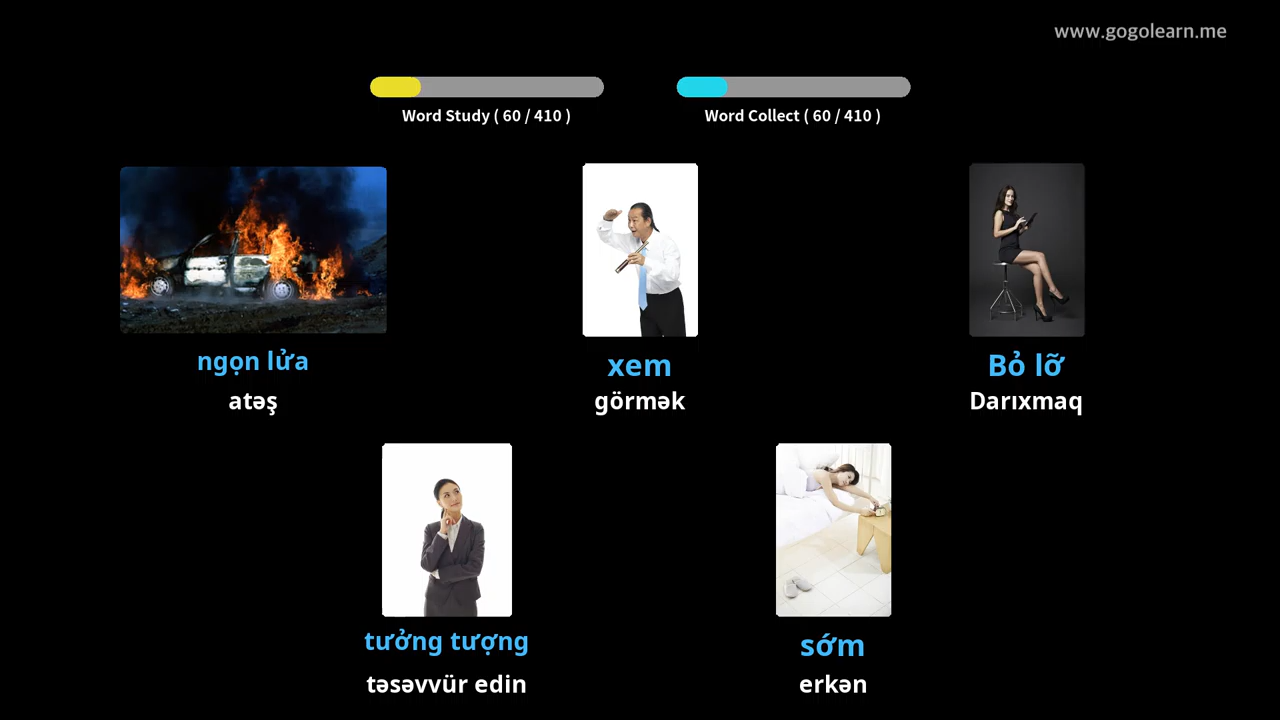 www.gogolearn.me
Word Study ( 60 / 410 )
Word Collect ( 60 / 410 )
ngọn lửa
atəş
xem
görmək
Bỏ lỡ
Darıxmaq
tưởng tượng
təsəvvür edin
sớm
erkən